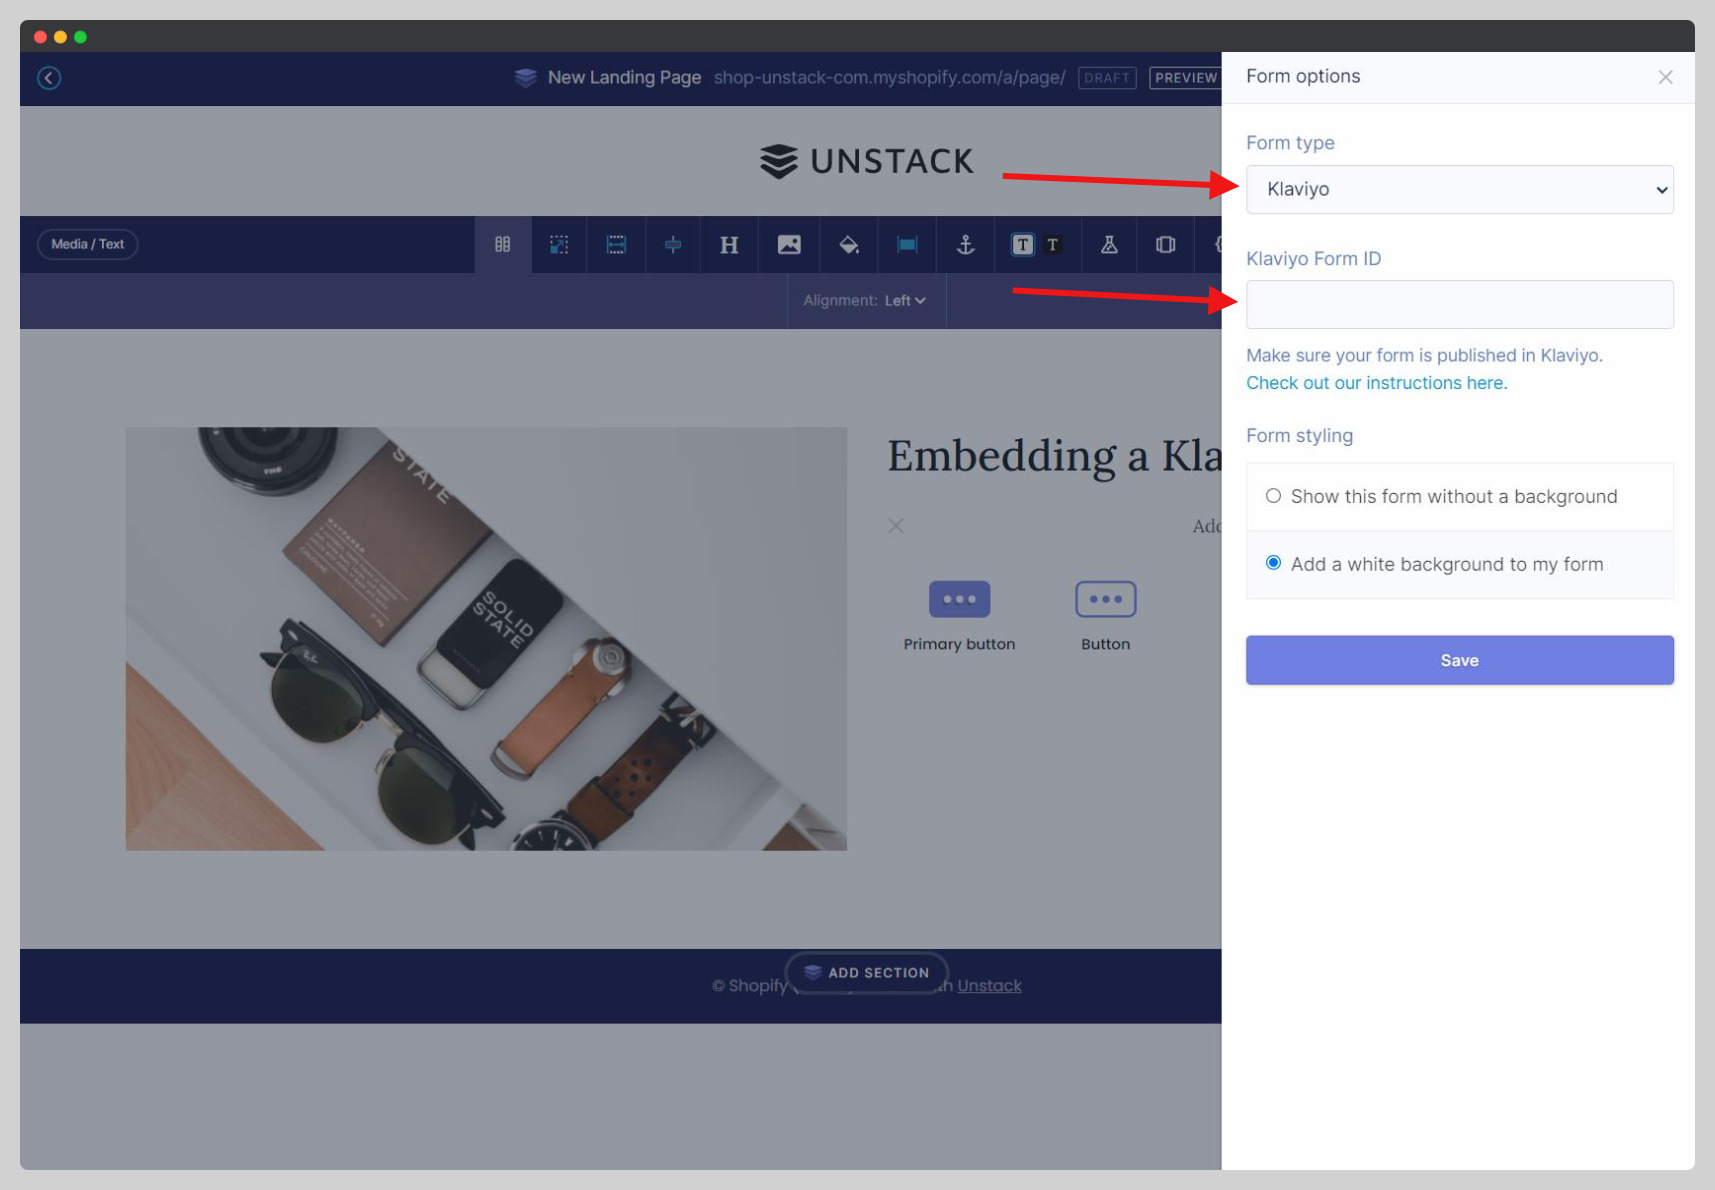 New Landing Page shop-unstack-com.myshopify.com/a/page/ DRAFT PREVIEW
Form options
UNSTACK
Form type
Klaviyo
Media / Text
H
T T
Klaviyo Form ID
Alignment: Left
Make sure your form is published in Klaviyo.
Check out our instructions here.
Form styling
Embedding a Kla
Show this form without a background
Add
Add a white background to my form
Primary button
Button
Save
STATE
COLOGNE
SOLID
STATE
ADD SECTION
© Shopify
h Unstack